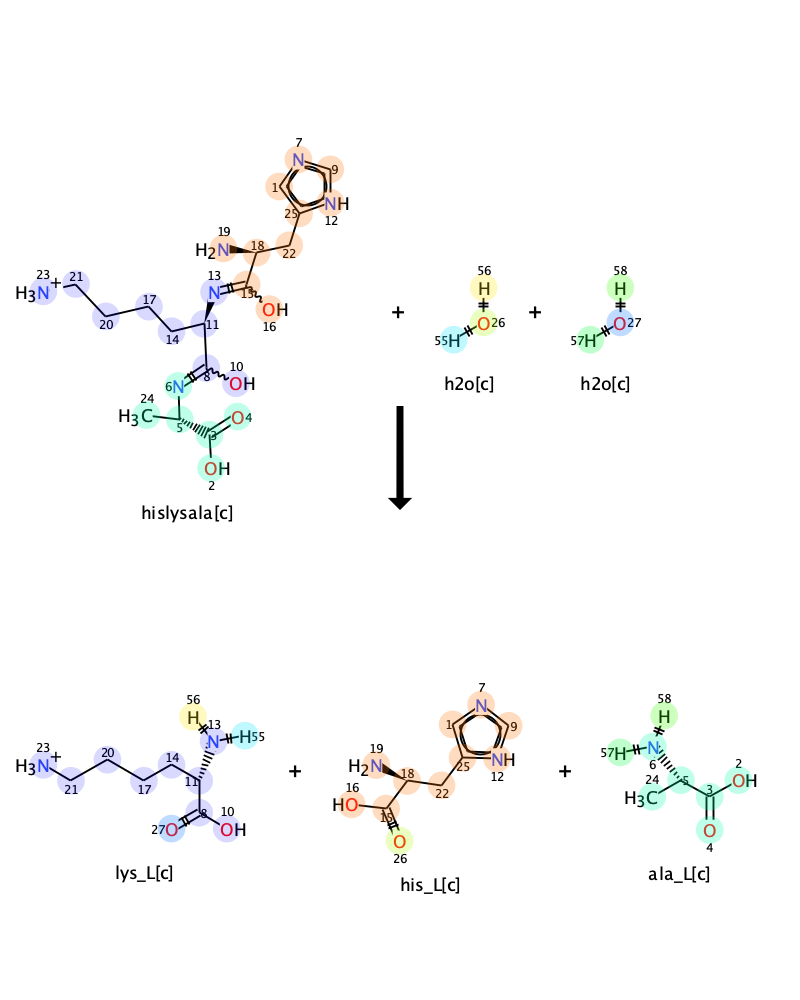 7
N
9
1
NH
12
25
19
H2N
18
22
13
N
15
OH
16
23
H3N+
21
17
20
14
11
10
8
OH
6
N
24
H3C
5
3
O
4
OH
2
hislysala[c]
+
56
H
O
26
55
H
h2o[c]
+
58
H
O
27
57
H
h2o[c]
56
H
13
N
H
55
23
H3N+
21
20
17
14
11
8
10
OH
27
O
lys_L[c]
+
7
N
1
9
NH
12
25
19
H2N
18
22
16
HO
15
O
26
his_L[c]
+
58
H
57
H
N
6
24
H3C
5
3
2
OH
O
4
ala_L[c]